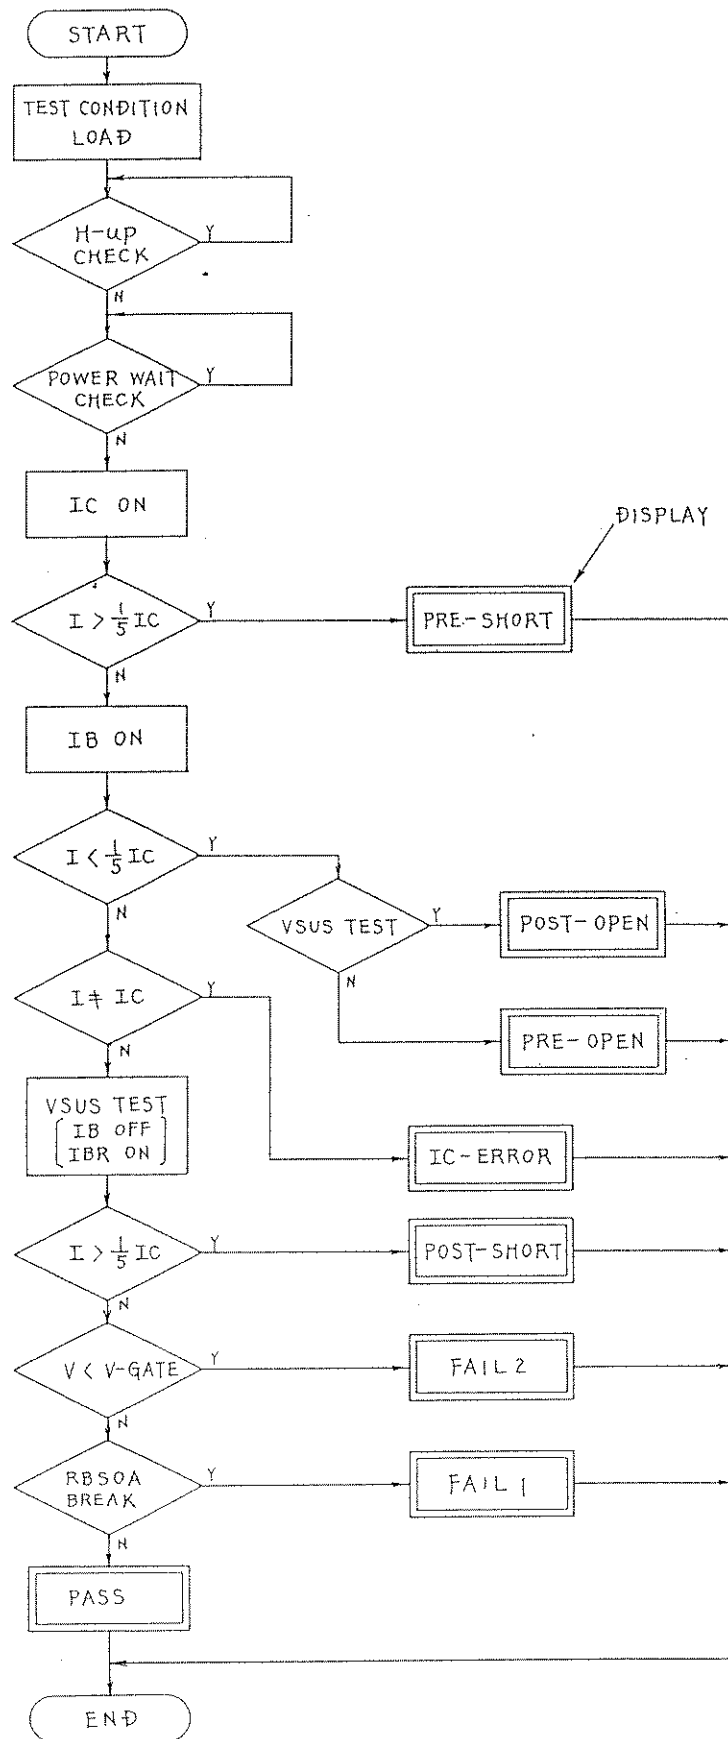 START
TEST CONDITION
LOAD
H-up
CHECK
Y
N
POWER WAIT
CHECK
Y
N
IC ON
DISPLAY
I > 1/5 IC
Y
PRE-SHORT
N
IB ON
I < 1/5 IC
Y
N
VSUS TEST
Y
POST-OPEN
N
PRE-OPEN
I ≠ IC
Y
N
VSUS TEST
[IB OFF
IBR ON]
IC-ERROR
I > 1/5 IC
Y
POST-SHORT
N
V < V-GATE
Y
FAIL 2
N
RBSOA
BREAK
Y
FAIL 1
N
PASS
END